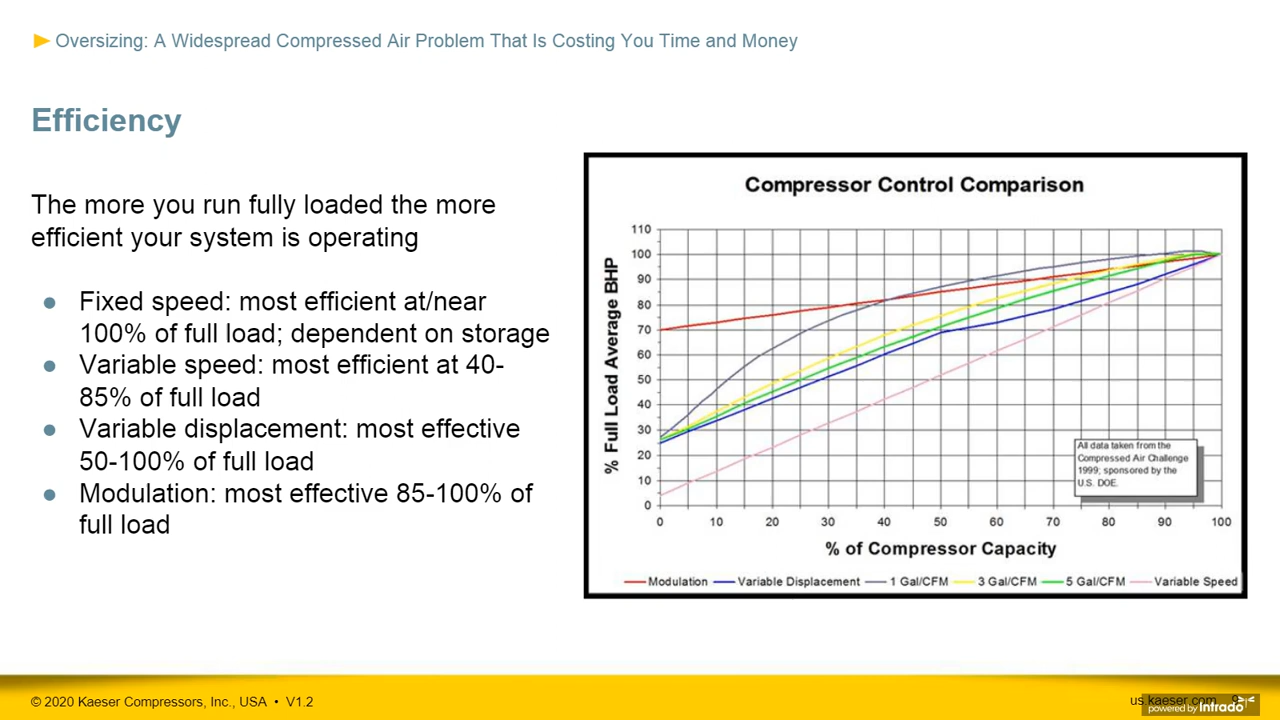 Oversizing: A Widespread Compressed Air Problem That Is Costing You Time and Money
Efficiency
The more you run fully loaded the more
efficient your system is operating
● Fixed speed: most efficient at/near
100% of full load; dependent on storage
● Variable speed: most efficient at 40-
85% of full load
● Variable displacement: most effective
50-100% of full load
● Modulation: most effective 85-100% of
full load
Compressor Control Comparison
% Full Load Average BHP
110
100
90
80
70
60
50
40
30
20
10
0
All data taken from the
Compressed Air Challenge
1999; sponsored by the
U.S. DOE.
0 10 20 30 40 50 60 70 80 90 100
% of Compressor Capacity
Modulation Variable Displacement 1 Gal/CFM 3 Gal/CFM 5 Gal/CFM Variable Speed
© 2020 Kaeser Compressors, Inc., USA • V1.2
us.kaeser.com
powered by intrado